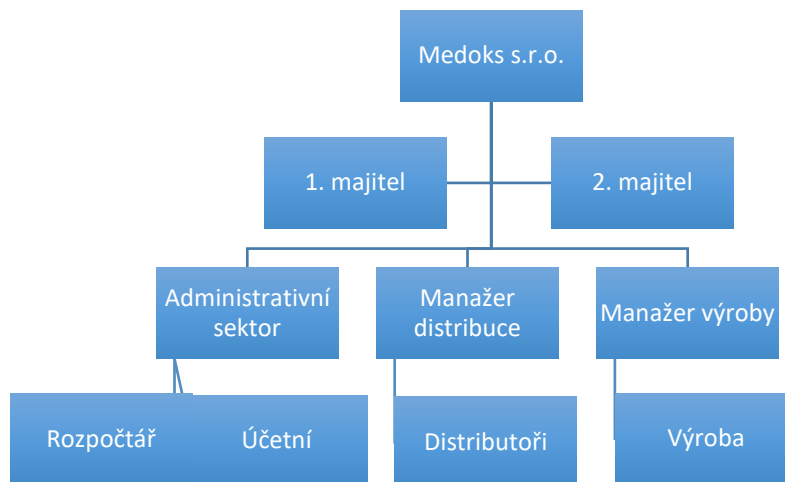 Medoks s.r.o.
1. majitel
2. majitel
Administrativní
sektor
Manažer
distribuce
Manažer výroby
Rozpočtář
Účetní
Distributoři
Výroba